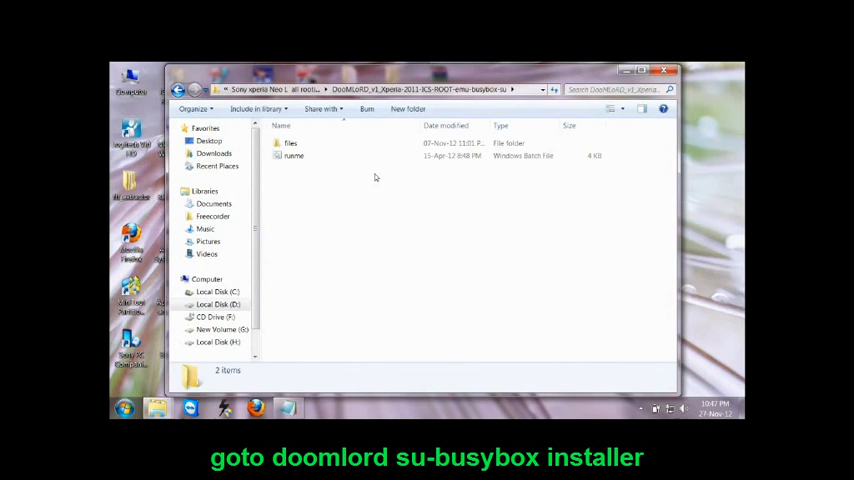 Computer
« Sony xperia Neo L all rooti... ▸ DooMLoRD_v1_Xperia-2011-ICS-ROOT-emu-busybox-su ▸
Search DooMLoRD_v1_Xperia...
Organize
Include in library
Share with
Burn
New folder
Name
Date modified
Type
Size
Favorites
Desktop
Downloads
Recent Places
Libraries
Documents
Freecorder
Music
Pictures
Videos
Computer
Local Disk (C:)
Local Disk (D:)
CD Drive (F:)
New Volume (G:)
Local Disk (H:)
files
07-Nov-12 11:01 P...
File folder
runme
15-Apr-12 8:48 PM
Windows Batch File
4 KB
2 items
10:47 PM
27-Nov-12
goto doomlord su-busybox installer